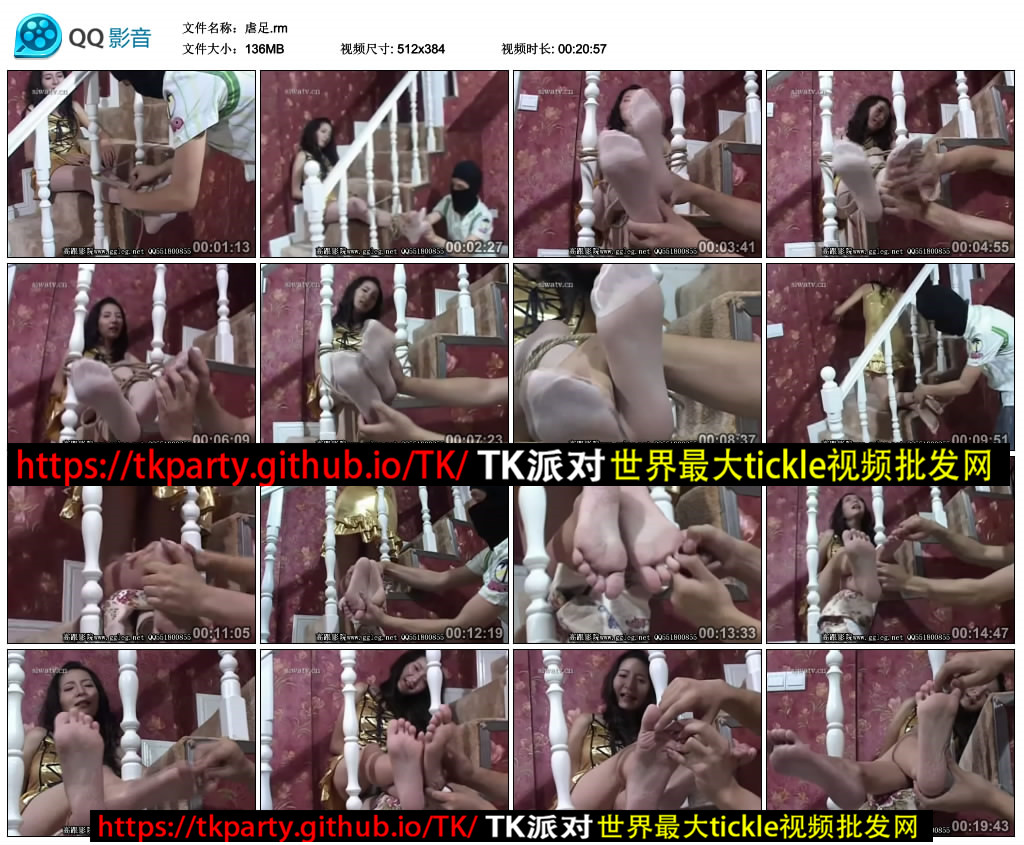 QQ 影音
文件名称: 虐足.rm
文件大小: 136MB 视频尺寸: 512x384 视频时长: 00:20:57
siwatv.cn
00:01:13
00:02:27
00:03:41
00:04:55
00:06:09
00:07:23
00:08:37
00:09:51
https://tkparty.github.io/TK/ TK派对 世界最大tickle视频批发网
00:11:05
00:12:19
00:13:33
00:14:47
https://tkparty.github.io/TK/ TK派对 世界最大tickle视频批发网
00:19:43